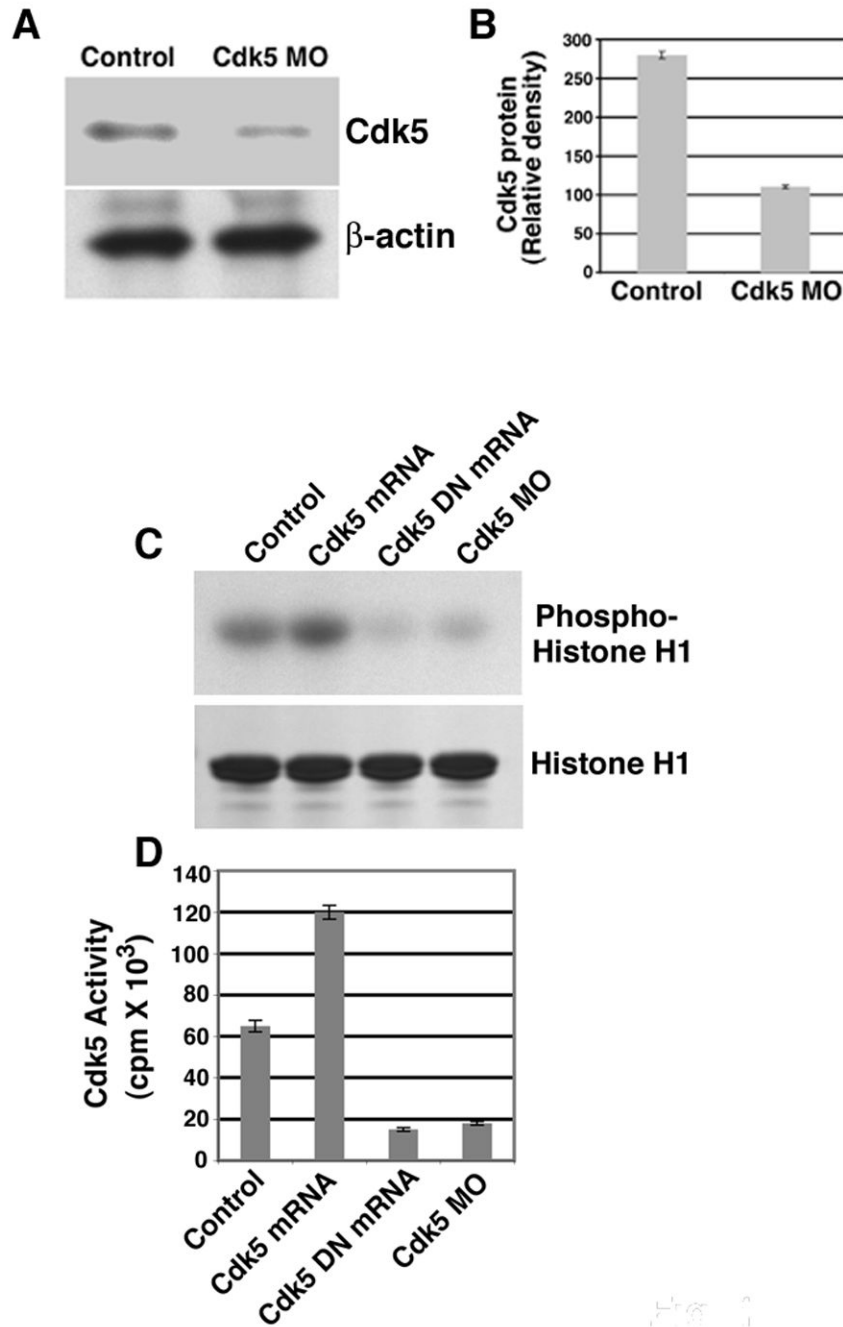 A
Control Cdk5 MO
Cdk5
β-actin
B
Cdk5 protein
(Relative density)
300
250
200
150
100
50
0
Control Cdk5 MO
C
Control
Cdk5 mRNA
Cdk5 DN mRNA
Cdk5 MO
Phospho-
Histone H1
Histone H1
D
Cdk5 Activity
(cpm X 10³)
140
120
100
80
60
40
20
0
Control
Cdk5 mRNA
Cdk5 DN mRNA
Cdk5 MO